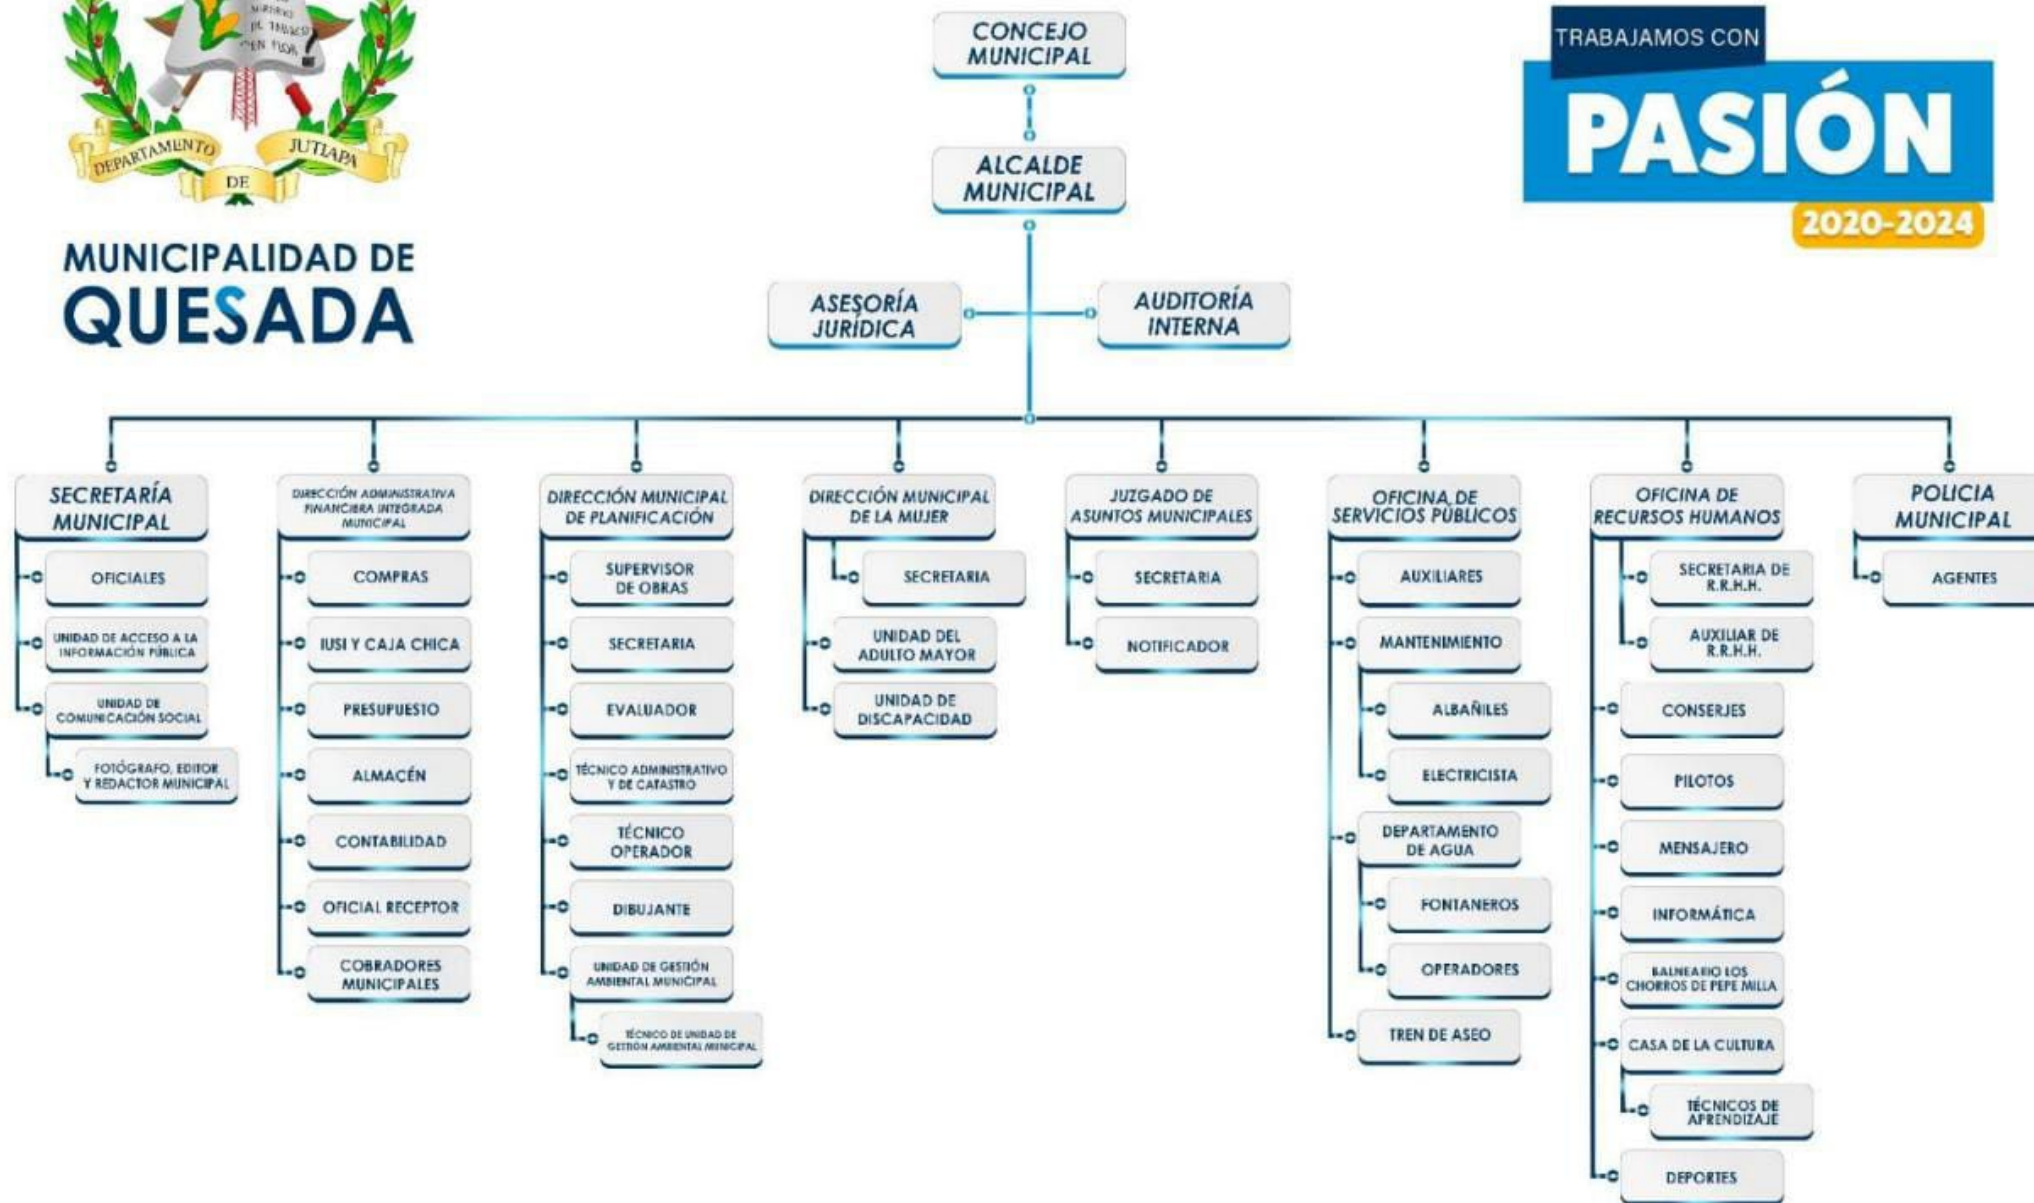 MURMURO
DE TABACO
EN FLOR
DEPARTAMENTO
DE
JUTIAPA
MUNICIPALIDAD DE
QUESADA
TRABAJAMOS CON
PASIÓN
2020-2024
CONCEJO
MUNICIPAL
ALCALDE
MUNICIPAL
ASESORÍA
JURÍDICA
AUDITORÍA
INTERNA
SECRETARÍA
MUNICIPAL
OFICIALES
UNIDAD DE ACCESO A LA
INFORMACIÓN PÚBLICA
UNIDAD DE
COMUNICACIÓN SOCIAL
FOTÓGRAFO, EDITOR
Y REDACTOR MUNICIPAL
DIRECCIÓN ADMINISTRATIVA
FINANCIERA INTEGRADA
MUNICIPAL
COMPRAS
IUSI Y CAJA CHICA
PRESUPUESTO
ALMACÉN
CONTABILIDAD
OFICIAL RECEPTOR
COBRADORES
MUNICIPALES
DIRECCIÓN MUNICIPAL
DE PLANIFICACIÓN
SUPERVISOR
DE OBRAS
SECRETARIA
EVALUADOR
TÉCNICO ADMINISTRATIVO
Y DE CATASTRO
TÉCNICO
OPERADOR
DIBUJANTE
UNIDAD DE GESTIÓN
AMBIENTAL MUNICIPAL
TÉCNICO DE UNIDAD DE
GETIÓN AMBIENTAL MUNICIPAL
DIRECCIÓN MUNICIPAL
DE LA MUJER
SECRETARIA
UNIDAD DEL
ADULTO MAYOR
UNIDAD DE
DISCAPACIDAD
JUZGADO DE
ASUNTOS MUNICIPALES
SECRETARIA
NOTIFICADOR
OFICINA DE
SERVICIOS PÚBLICOS
AUXILIARES
MANTENIMIENTO
ALBAÑILES
ELECTRICISTA
DEPARTAMENTO
DE AGUA
FONTANEROS
OPERADORES
TREN DE ASEO
OFICINA DE
RECURSOS HUMANOS
SECRETARIA DE
R.R.H.H.
AUXILIAR DE
R.R.H.H.
CONSERJES
PILOTOS
MENSAJERO
INFORMÁTICA
BALNEARIO LOS
CHORROS DE PEPE MILLA
CASA DE LA CULTURA
TÉCNICOS DE
APRENDIZAJE
DEPORTES
POLICIA
MUNICIPAL
AGENTES